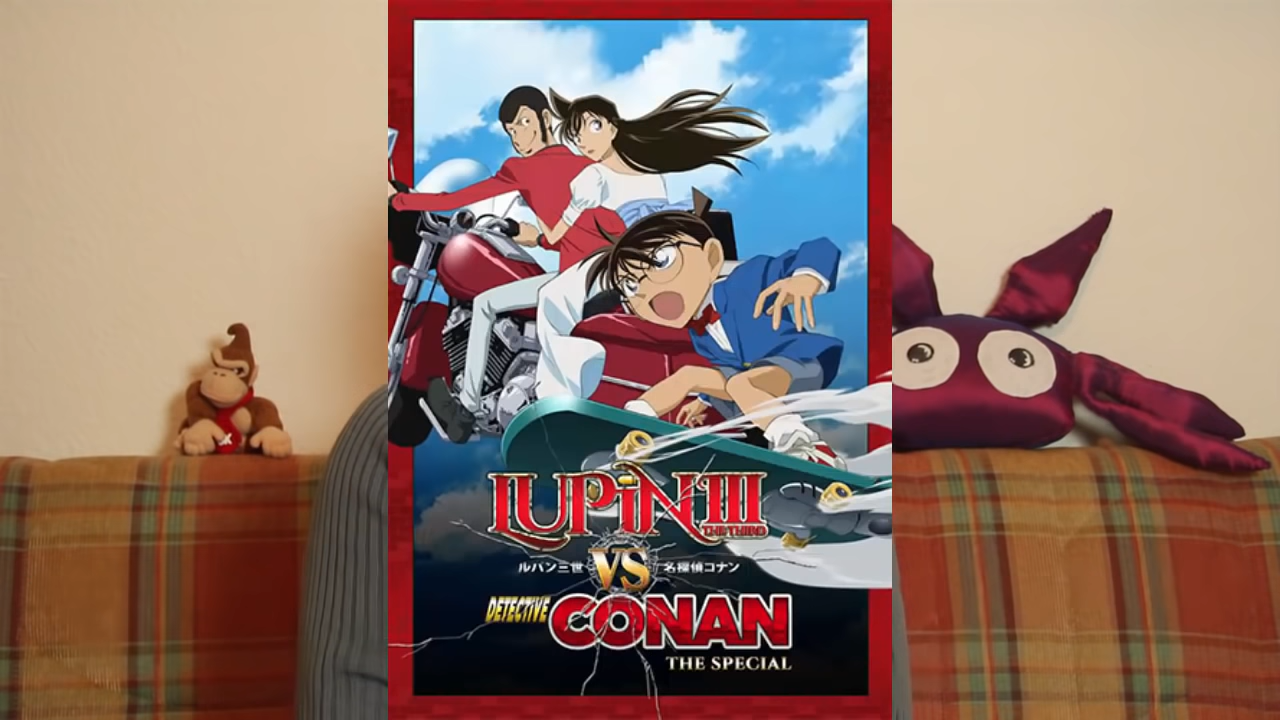 LUPIN III
THE THIRD
ルパン三世 VS 名探偵コナン
DETECTIVE CONAN
THE SPECIAL